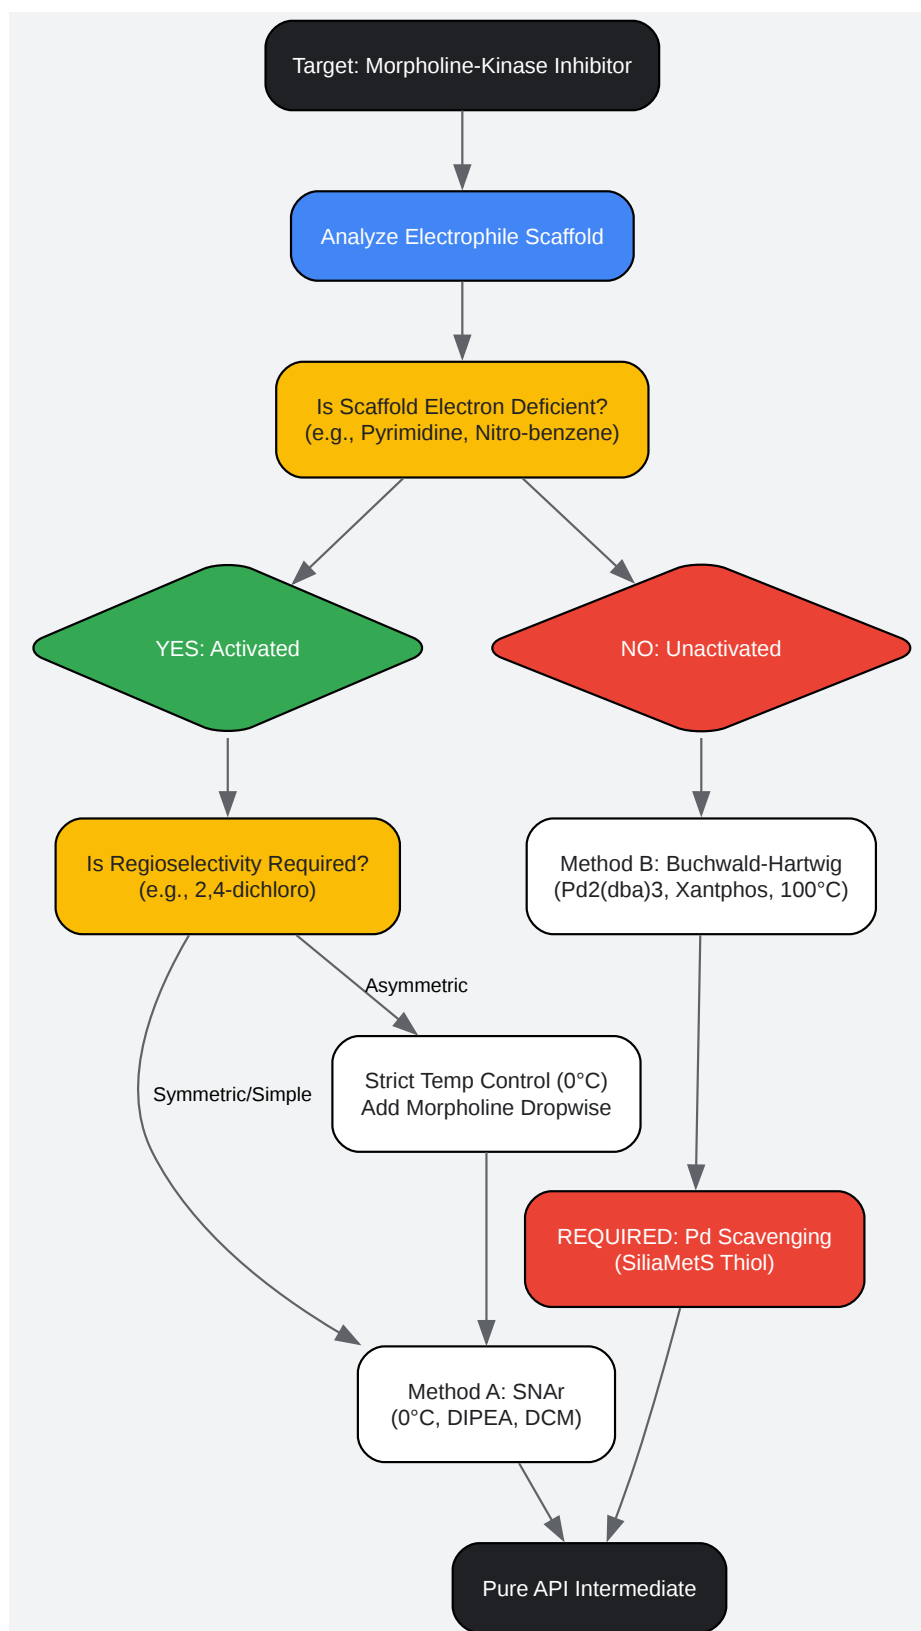 Target: Morpholine-Kinase Inhibitor
Analyze Electrophile Scaffold
Is Scaffold Electron Deficient?
(e.g., Pyrimidine, Nitro-benzene)
YES: Activated
NO: Unactivated
Is Regioselectivity Required?
(e.g., 2,4-dichloro)
Method B: Buchwald-Hartwig
(Pd2(dba)3, Xantphos, 100°C)
Asymmetric
Symmetric/Simple
Strict Temp Control (0°C)
Add Morpholine Dropwise
REQUIRED: Pd Scavenging
(SiliaMetS Thiol)
Method A: SNAr
(0°C, DIPEA, DCM)
Pure API Intermediate